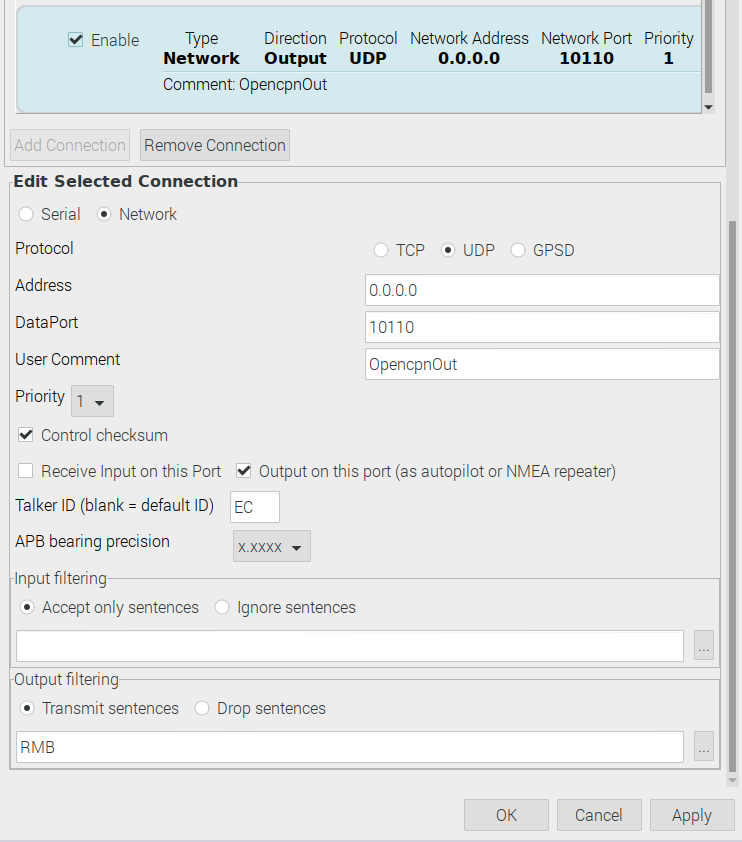 Enable Type Direction Protocol Network Address Network Port Priority
Network Output UDP 0.0.0.0 10110 1
Comment: OpencpnOut
Add Connection Remove Connection
Edit Selected Connection
Serial Network
Protocol TCP UDP GPSD
Address 0.0.0.0
DataPort 10110
User Comment OpencpnOut
Priority 1
Control checksum
Receive Input on this Port Output on this port (as autopilot or NMEA repeater)
Talker ID (blank = default ID) EC
APB bearing precision x.xxxx
Input filtering
Accept only sentences Ignore sentences
...
Output filtering
Transmit sentences Drop sentences
RMB ...
OK Cancel Apply